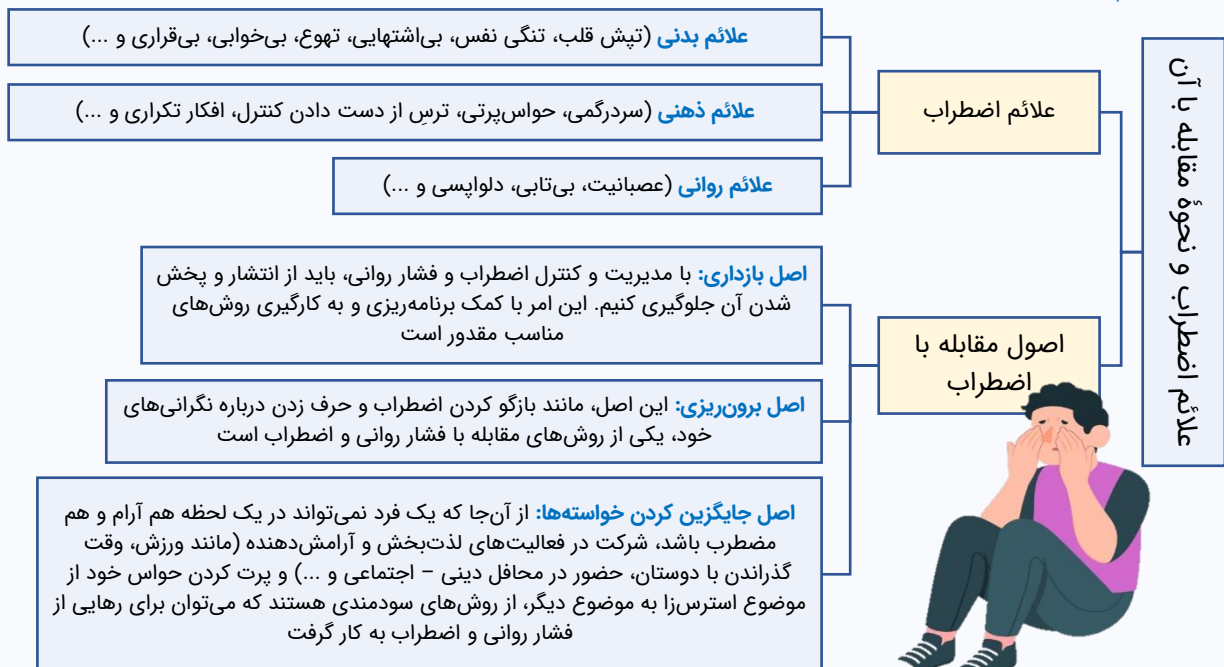 علائم اضطراب و نحوۀ مقابله با آن
علائم اضطراب
علائم بدنی (تپش قلب، تنگی نفس، بی‌اشتهایی، تهوع، بی‌خوابی، بی‌قراری و ...)
علائم ذهنی (سردرگمی، حواس‌پرتی، ترسِ از دست دادن کنترل، افکار تکراری و ...)
علائم روانی (عصبانیت، بی‌تابی، دلواپسی و ...)
اصول مقابله با
اضطراب
اصل بازداری: با مدیریت و کنترل اضطراب و فشار روانی، باید از انتشار و پخش
شدن آن جلوگیری کنیم. این امر با کمک برنامه‌ریزی و به کارگیری روش‌های
مناسب مقدور است
اصل برون‌ریزی: این اصل، مانند بازگو کردن اضطراب و حرف زدن درباره نگرانی‌های
خود، یکی از روش‌های مقابله با فشار روانی و اضطراب است
اصل جایگزین کردن خواسته‌ها: از آن‌جا که یک فرد نمی‌تواند در یک لحظه هم آرام و هم
مضطرب باشد، شرکت در فعالیت‌های لذت‌بخش و آرامش‌دهنده (مانند ورزش، وقت
گذراندن با دوستان، حضور در محافل دینی – اجتماعی و ...) و پرت کردن حواس خود از
موضوع استرس‌زا به موضوع دیگر، از روش‌های سودمندی هستند که می‌توان برای رهایی از
فشار روانی و اضطراب به کار گرفت